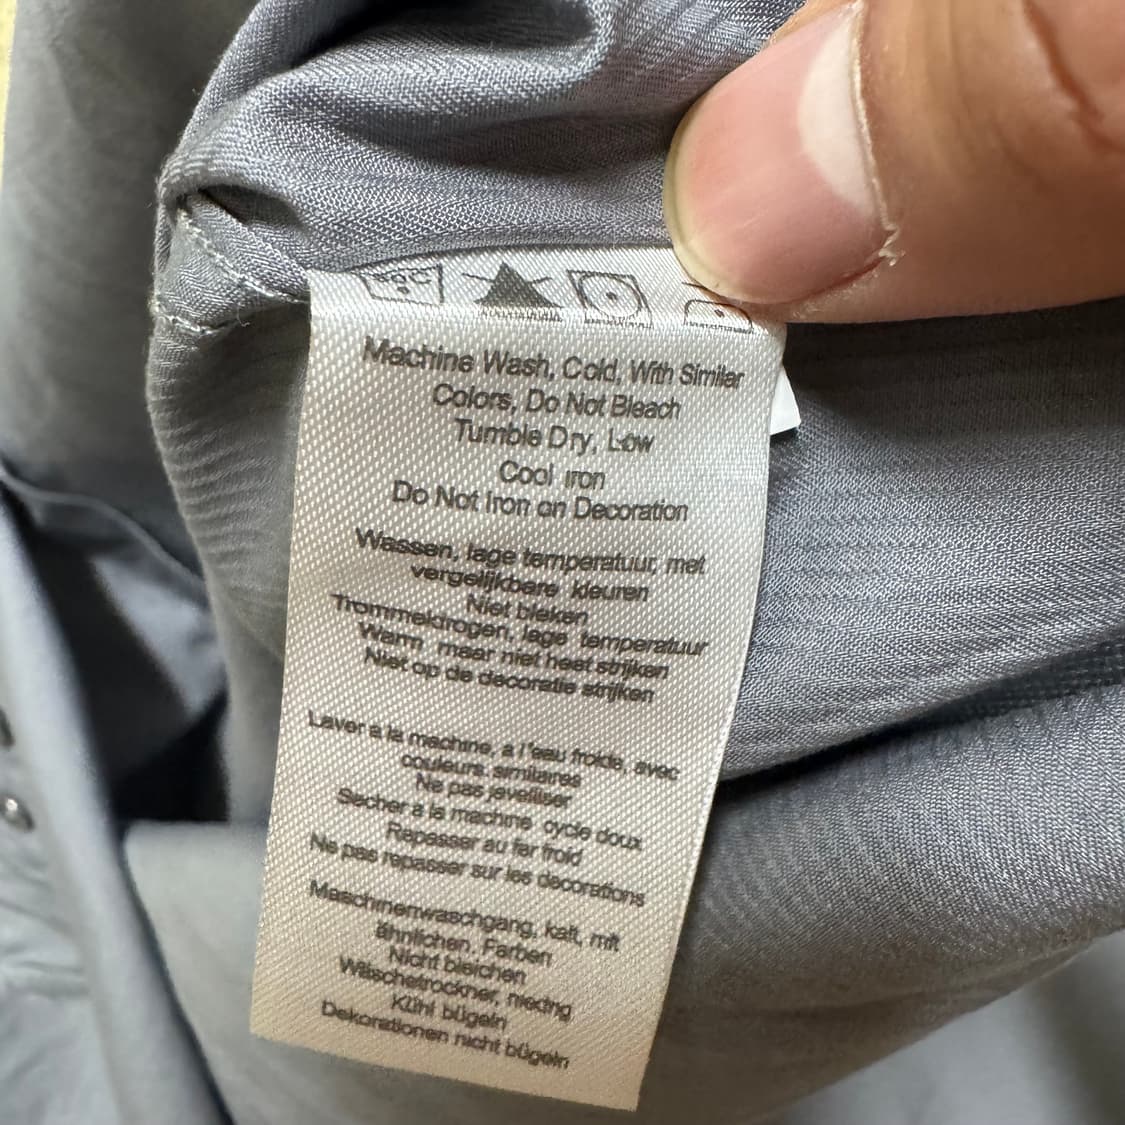 30°C
Machine Wash, Cold, With Similar
Colors, Do Not Bleach
Tumble Dry, Low
Cool iron
Do Not Iron on Decoration
Wassen, lage temperatuur, met
vergelijkbare kleuren
Niet bleken
Trommeldrogen, lage temperatuur
Warm maar niet heet strijken
Niet op de decoratie strijken
Laver a la machine, a l'eau froide, avec
couleurs similaires
Ne pas javelliser
Secher à la machine cycle doux
Repasser au fer froid
Ne pas repasser sur les decorations
Maschinenwaschgang, kalt, mit
ähnlichen, Farben
Nicht bleichen
Wäschetrockner, niedrig
Kühl bügeln
Dekorationen nicht bügeln